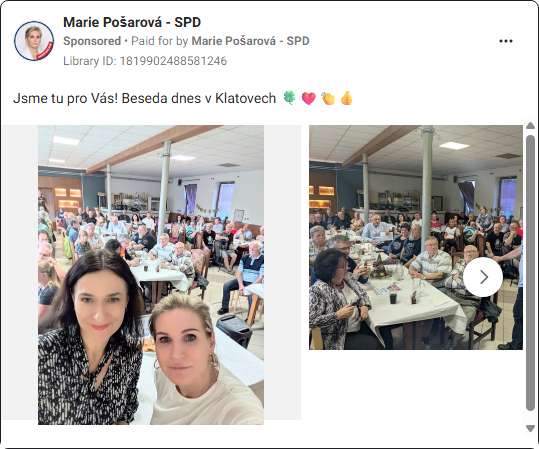 Marie Pošarová - SPD
Sponsored • Paid for by Marie Pošarová - SPD
Library ID: 1819902488581246
Jsme tu pro Vás! Beseda dnes v Klatovech 🍀 ❤️ 👏 👍